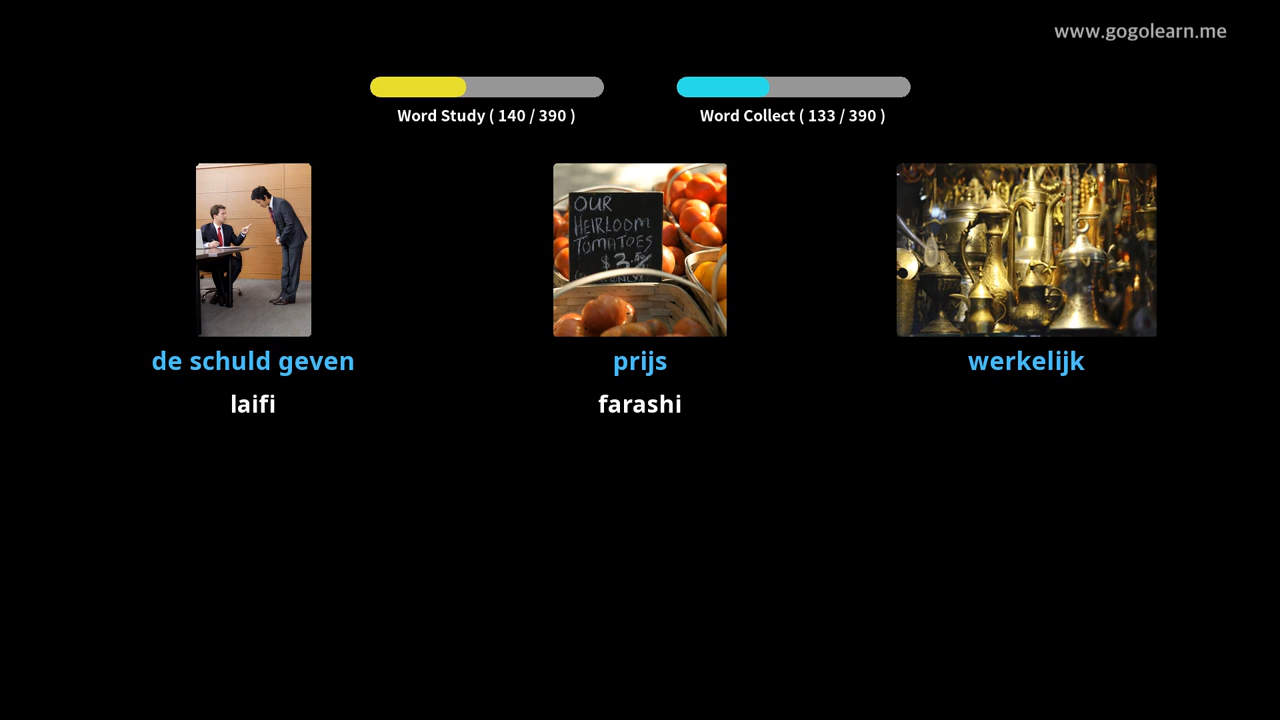 www.gogolearn.me
Word Study ( 140 / 390 )
Word Collect ( 133 / 390 )
OUR
HEIRLOOM
TOMATOES
de schuld geven
prijs
werkelijk
laifi
farashi